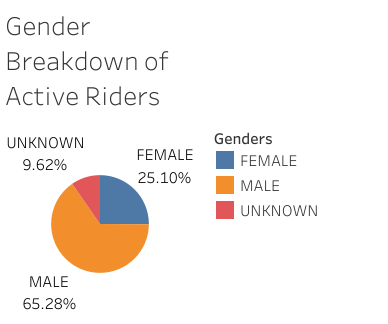 Gender
Breakdown of
Active Riders
UNKNOWN
9.62%
FEMALE
25.10%
MALE
65.28%
Genders
FEMALE
MALE
UNKNOWN